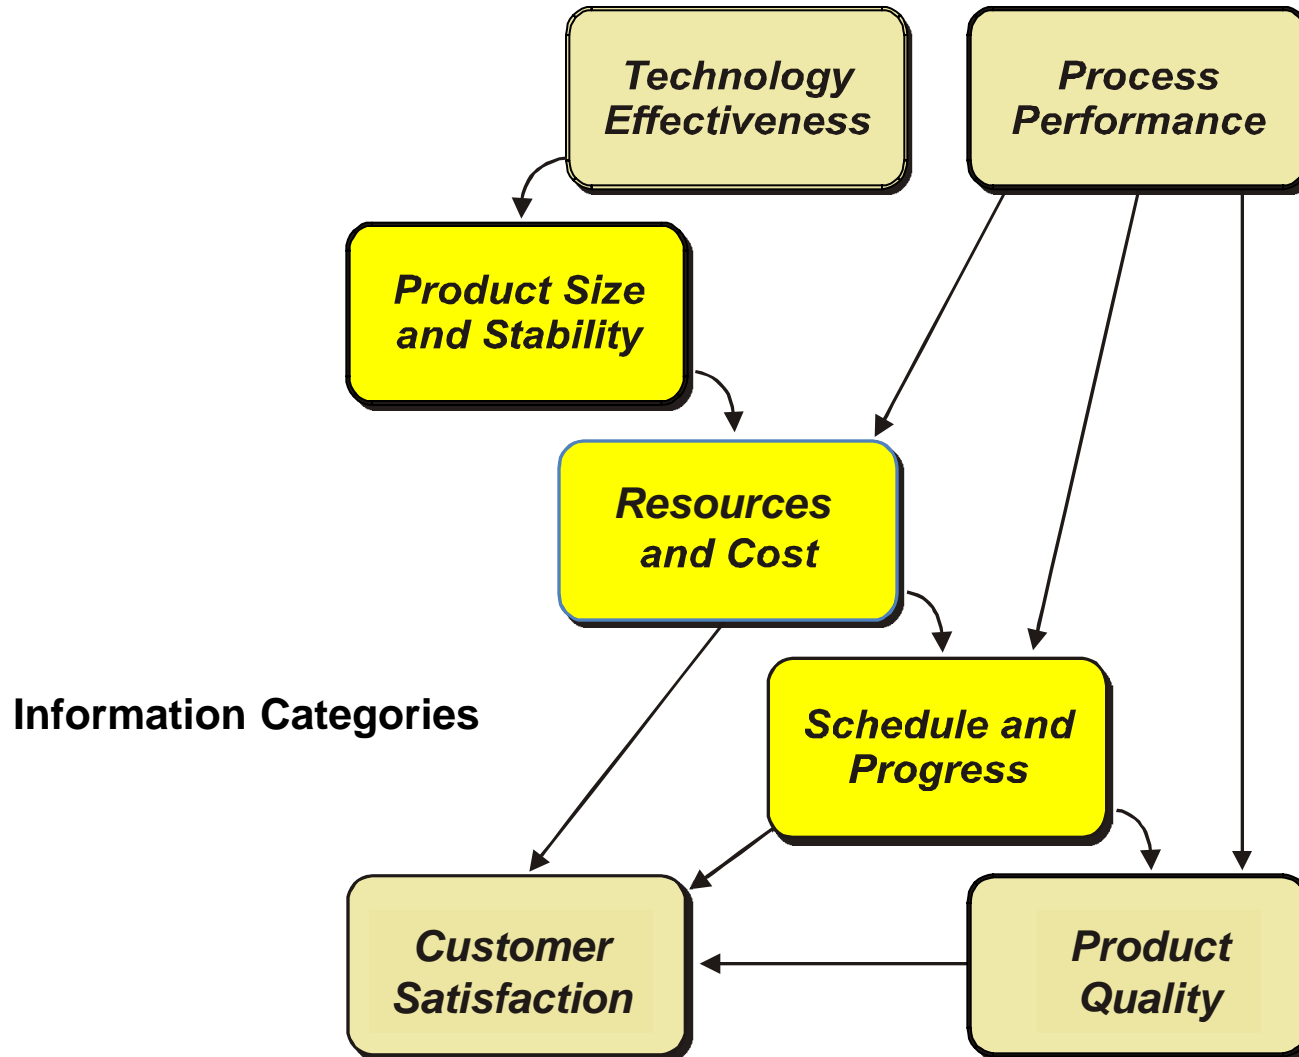 Technology
Effectiveness
Process
Performance
Product Size
and Stability
Resources
and Cost
Information Categories
Schedule and
Progress
Customer
Satisfaction
Product
Quality